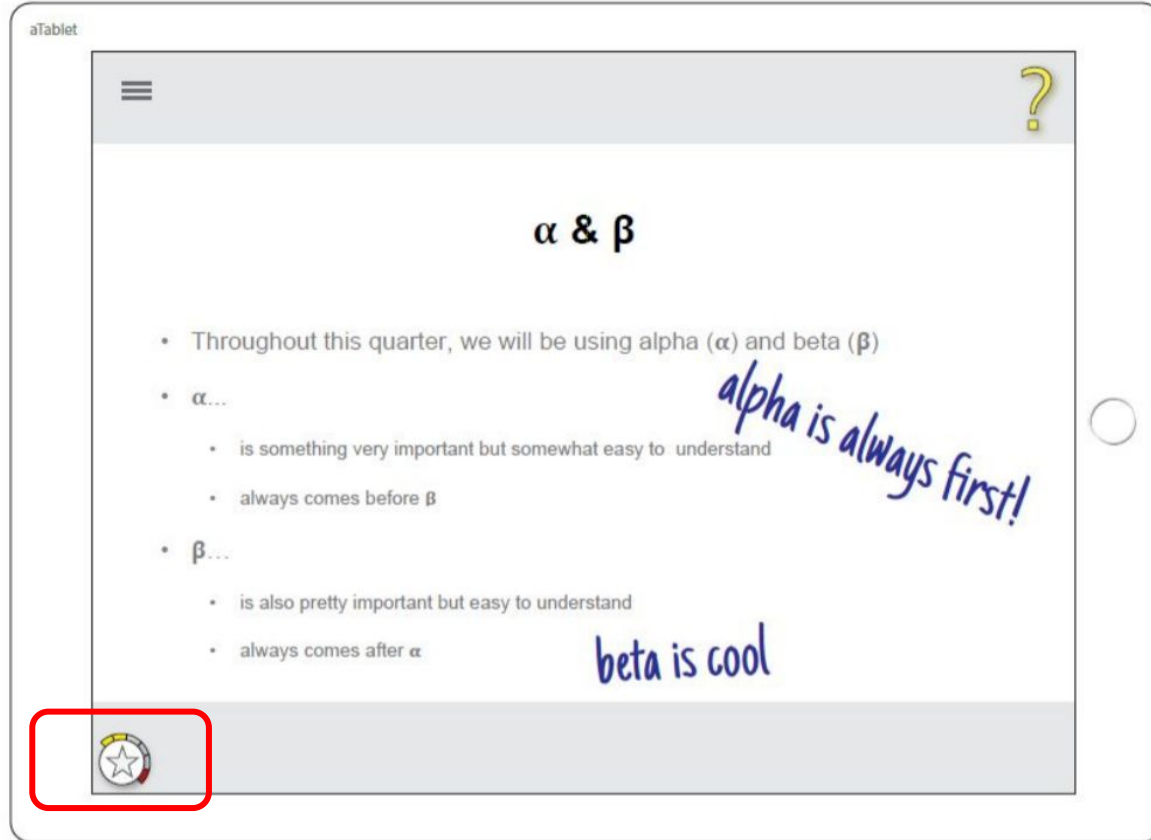 aTablet
?
α & β
• Throughout this quarter, we will be using alpha (α) and beta (β)
• α...
• is something very important but somewhat easy to understand
• always comes before β
alpha is always first!
• β...
• is also pretty important but easy to understand
• always comes after α
beta is cool